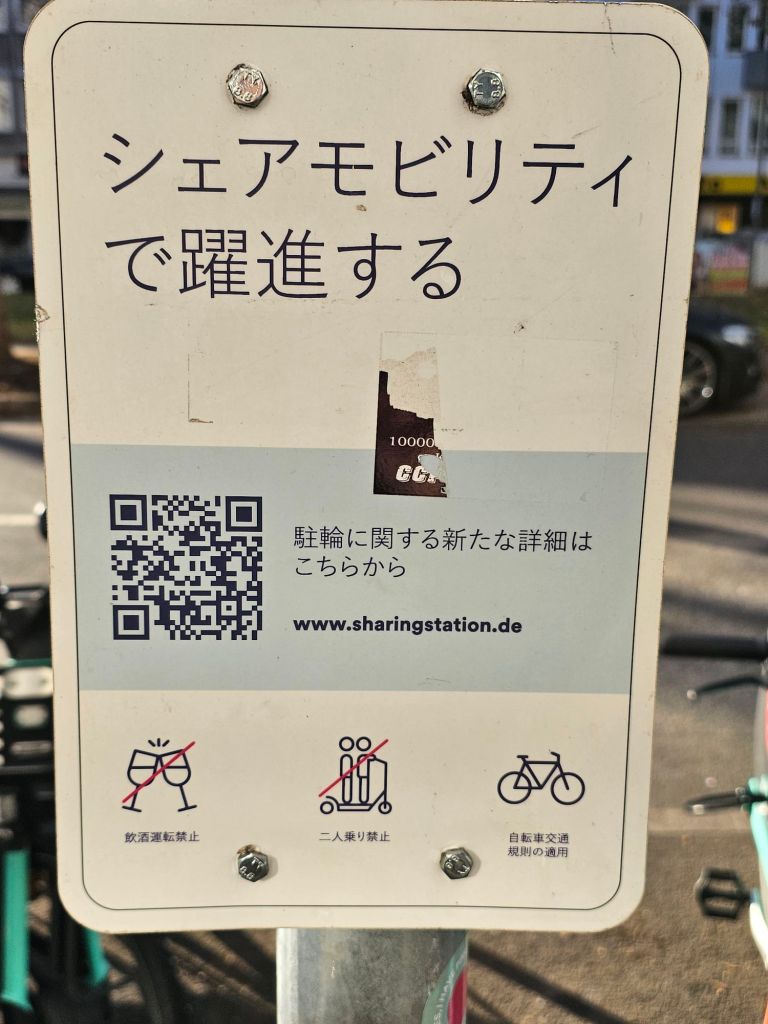 シェアモビリティ
で躍進する
10000
駐輪に関する新たな詳細は
こちらから
www.sharingstation.de
飲酒運転禁止
二人乗り禁止
自転車交通
規則の適用